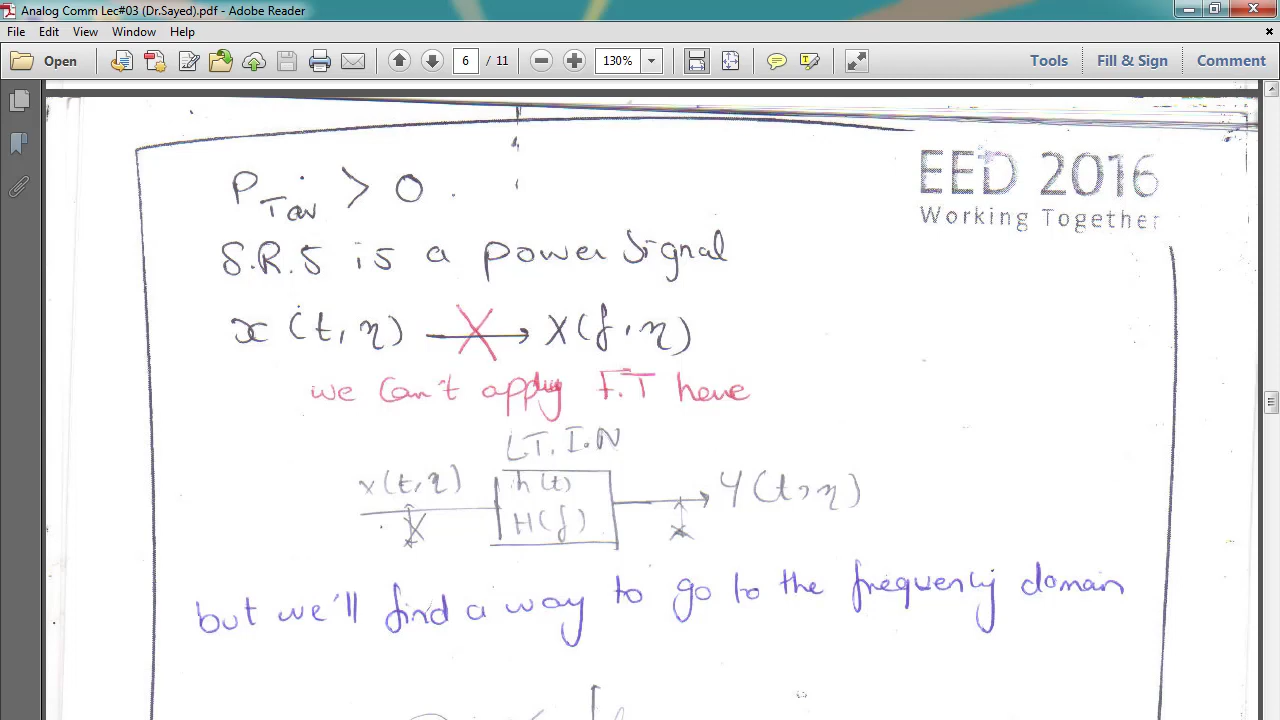 Analog Comm Lec#03 (Dr.Sayed).pdf - Adobe Reader
File Edit View Window Help
Open 6 / 11 130% Tools Fill & Sign Comment
EED 2016
Working Together
P Tav > 0.
S.R.S is a power Signal
x(t, η) → X(f, η)
we Can't apply F.T here
LT.I.N
x(t, η) h(t) Y(t, η)
H(f)
but we'll find a way to go to the frequency domain